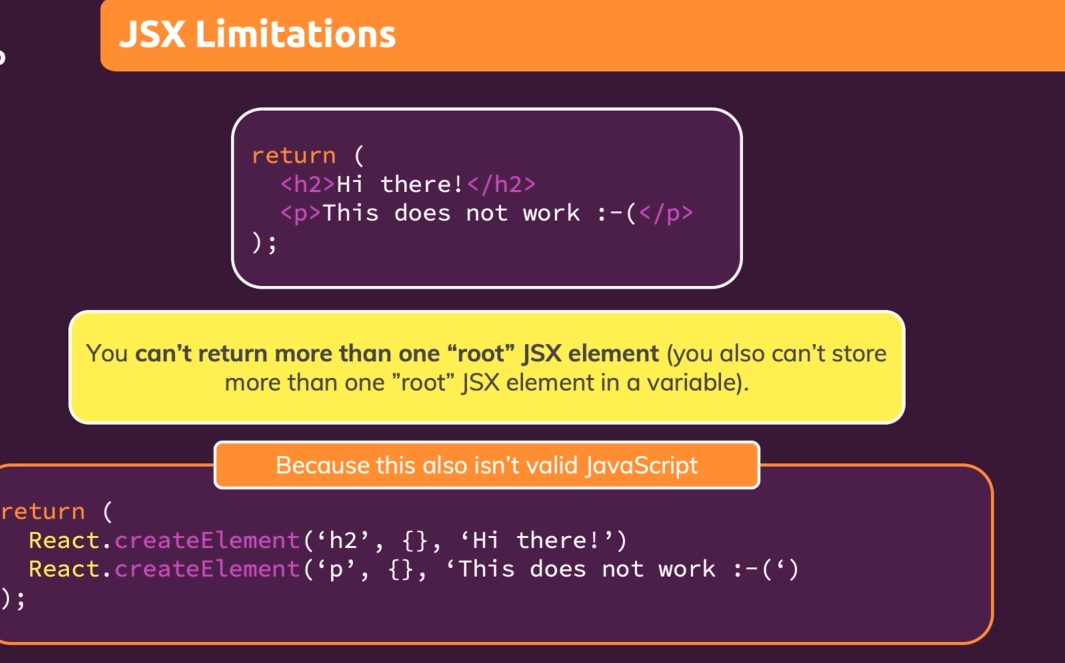 JSX Limitations
return (
<h2>Hi there!</h2>
<p>This does not work :-(</p>
);
You can’t return more than one “root” JSX element (you also can’t store
more than one ”root” JSX element in a variable).
Because this also isn’t valid JavaScript
return (
React.createElement(‘h2’, {}, ‘Hi there!’)
React.createElement(‘p’, {}, ‘This does not work :-(‘)
);